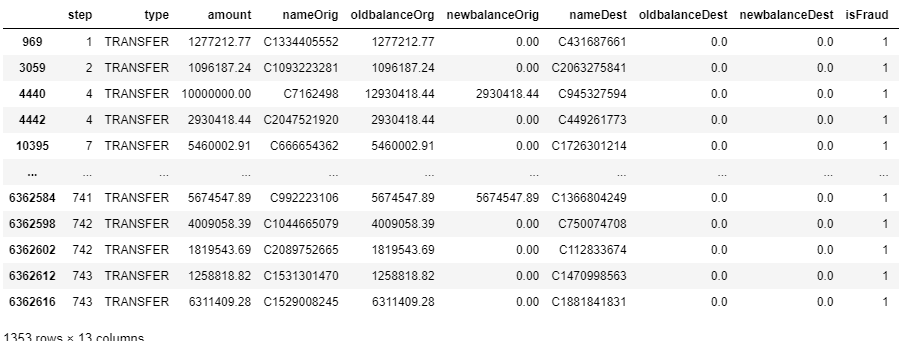 step type amount nameOrig oldbalanceOrg newbalanceOrig nameDest oldbalanceDest newbalanceDest isFraud
969 1 TRANSFER 1277212.77 C1334405552 1277212.77 0.00 C431687661 0.0 0.0 1
3059 2 TRANSFER 1096187.24 C1093223281 1096187.24 0.00 C2063275841 0.0 0.0 1
4440 4 TRANSFER 10000000.00 C7162498 12930418.44 2930418.44 C945327594 0.0 0.0 1
4442 4 TRANSFER 2930418.44 C2047521920 2930418.44 0.00 C449261773 0.0 0.0 1
10395 7 TRANSFER 5460002.91 C666654362 5460002.91 0.00 C1726301214 0.0 0.0 1
... ... ... ... ... ... ... ... ... ... ...
6362584 741 TRANSFER 5674547.89 C992223106 5674547.89 5674547.89 C1366804249 0.0 0.0 1
6362598 742 TRANSFER 4009058.39 C1044665079 4009058.39 0.00 C750074708 0.0 0.0 1
6362602 742 TRANSFER 1819543.69 C2089752665 1819543.69 0.00 C112833674 0.0 0.0 1
6362612 743 TRANSFER 1258818.82 C1531301470 1258818.82 0.00 C1470998563 0.0 0.0 1
6362616 743 TRANSFER 6311409.28 C1529008245 6311409.28 0.00 C1881841831 0.0 0.0 1
1353 rows × 13 columns